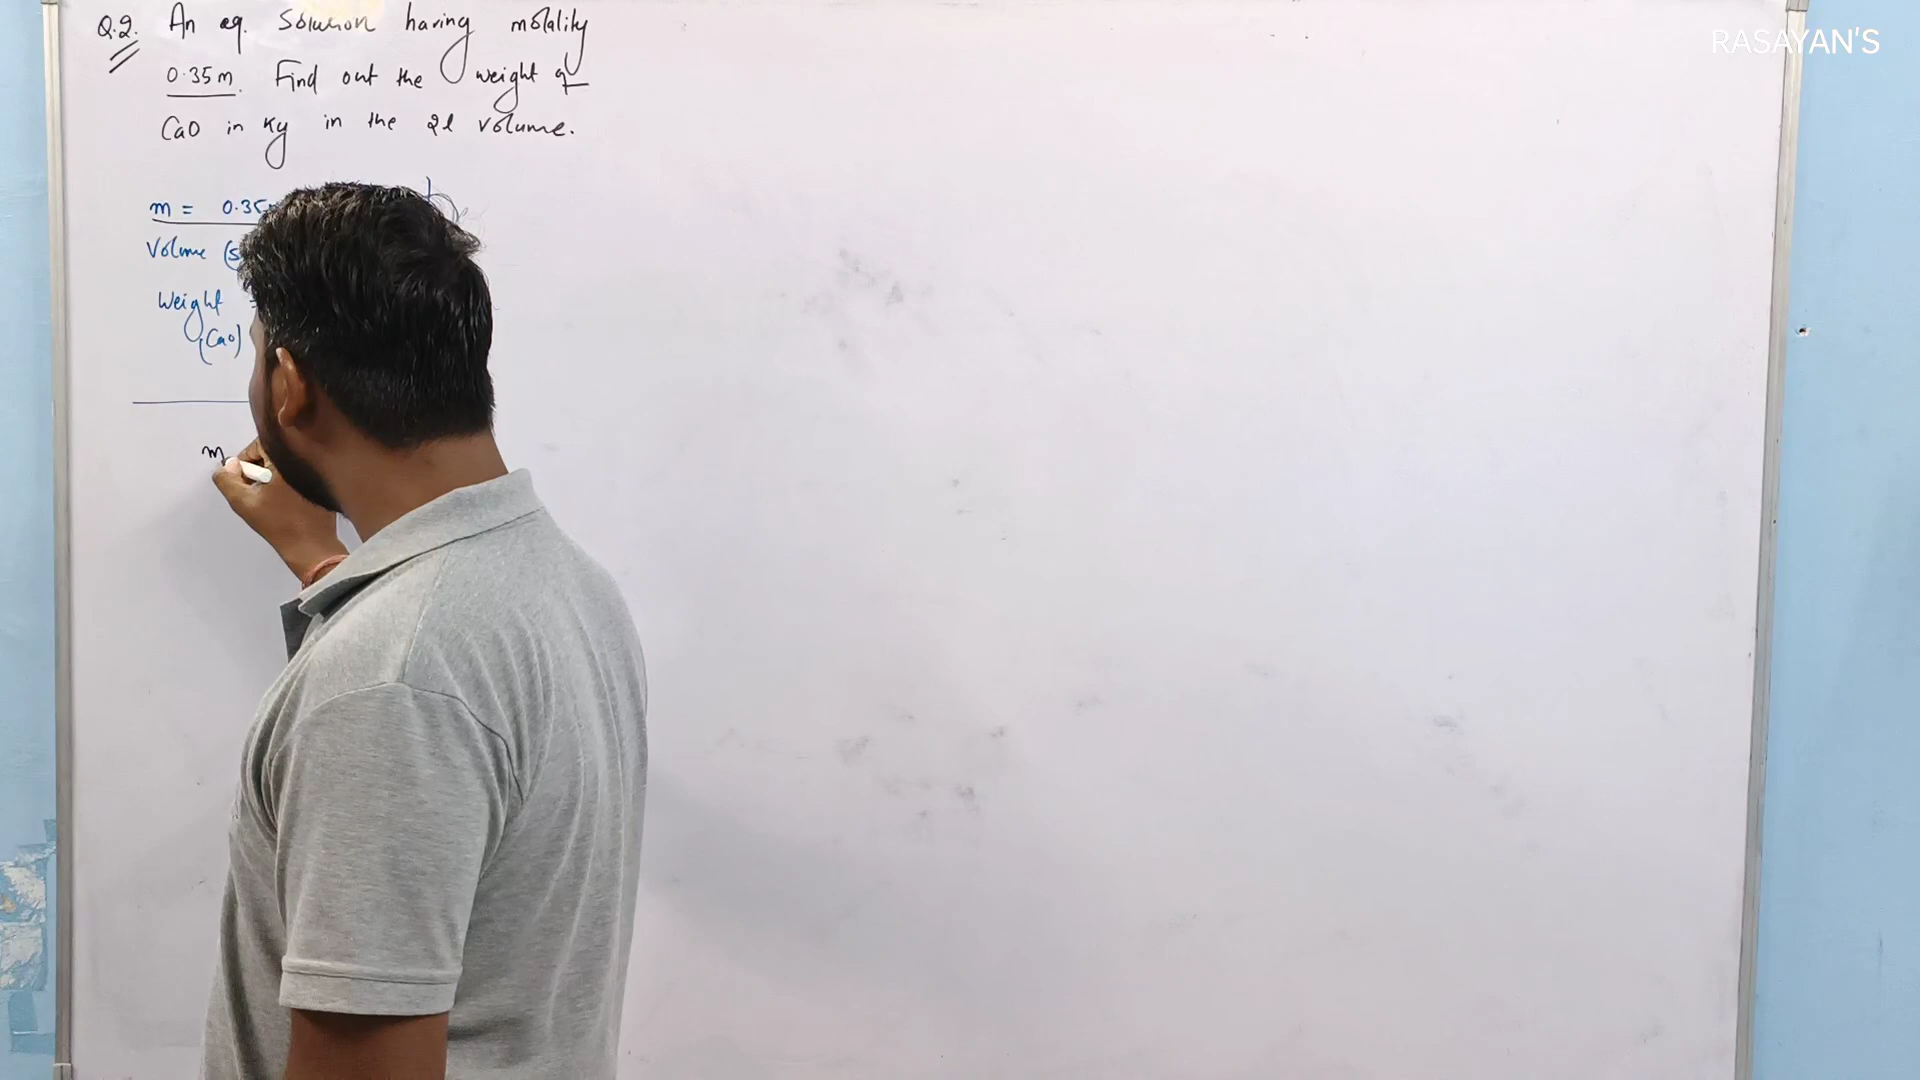 RASAYAN'S
Q.2. An aq. Solution having molality
0.35m. Find out the weight of
CaO in Kg in the 2l volume.
m = 0.35
Volume (s
Weight =
(CaO)
m